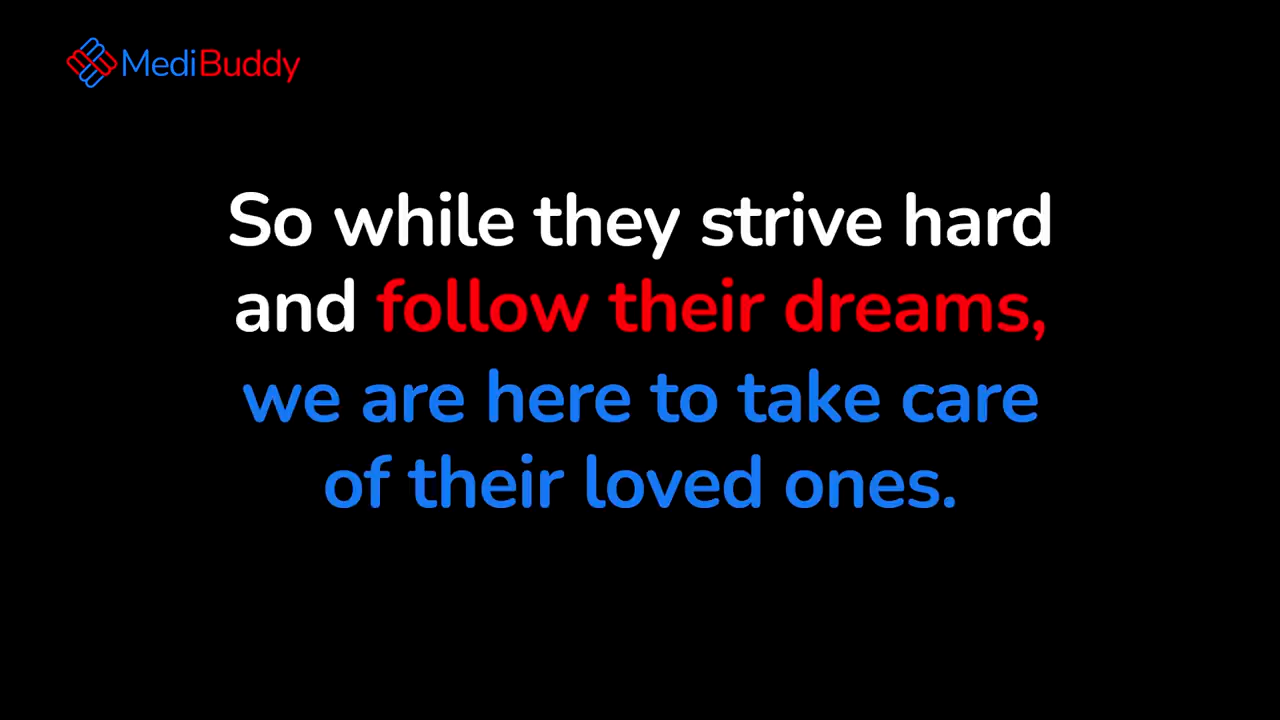 MediBuddy
So while they strive hard
and follow their dreams,
we are here to take care
of their loved ones.